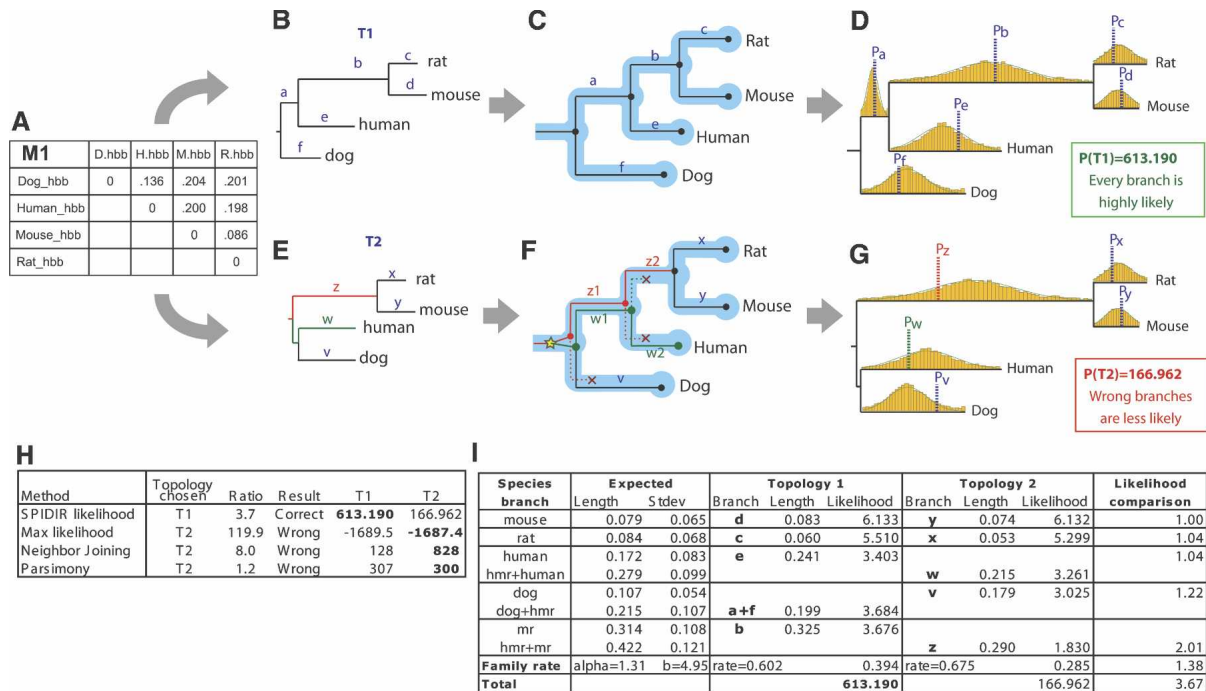 A
M1 D.hbb H.hbb M.hbb R.hbb
Dog_hbb 0 .136 .204 .201
Human_hbb 0 .200 .198
Mouse_hbb 0 .086
Rat_hbb 0
B
T1
a
b
c
d
e
f
rat
mouse
human
dog
C
a
b
c
e
f
Rat
Mouse
Human
Dog
D
Pa
Pb
Pc
Pd
Pe
Pf
Rat
Mouse
Human
Dog
P(T1)=613.190
Every branch is
highly likely
E
T2
z
x
y
w
v
rat
mouse
human
dog
F
z1
z2
x
y
w1
w2
v
Rat
Mouse
Human
Dog
G
Pz
Px
Py
Pw
Pv
Rat
Mouse
Human
Dog
P(T2)=166.962
Wrong branches
are less likely
H
Method Topology chosen Ratio Result T1 T2
SPIDIR likelihood T1 3.7 Correct 613.190 166.962
Max likelihood T2 119.9 Wrong -1689.5 -1687.4
Neighbor Joining T2 8.0 Wrong 128 828
Parsimony T2 1.2 Wrong 307 300
I
Species Expected Topology 1 Topology 2 Likelihood
branch Length Stdev Branch Length Likelihood Branch Length Likelihood comparison
mouse 0.079 0.065 d 0.083 6.133 y 0.074 6.132 1.00
rat 0.084 0.068 c 0.060 5.510 x 0.053 5.299 1.04
human 0.172 0.083 e 0.241 3.403 1.04
hmr+human 0.279 0.099 w 0.215 3.261
dog 0.107 0.054 v 0.179 3.025 1.22
dog+hmr 0.215 0.107 a+f 0.199 3.684
mr 0.314 0.108 b 0.325 3.676
hmr+mr 0.422 0.121 z 0.290 1.830 2.01
Family rate alpha=1.31 b=4.95 rate=0.602 0.394 rate=0.675 0.285 1.38
Total 613.190 166.962 3.67